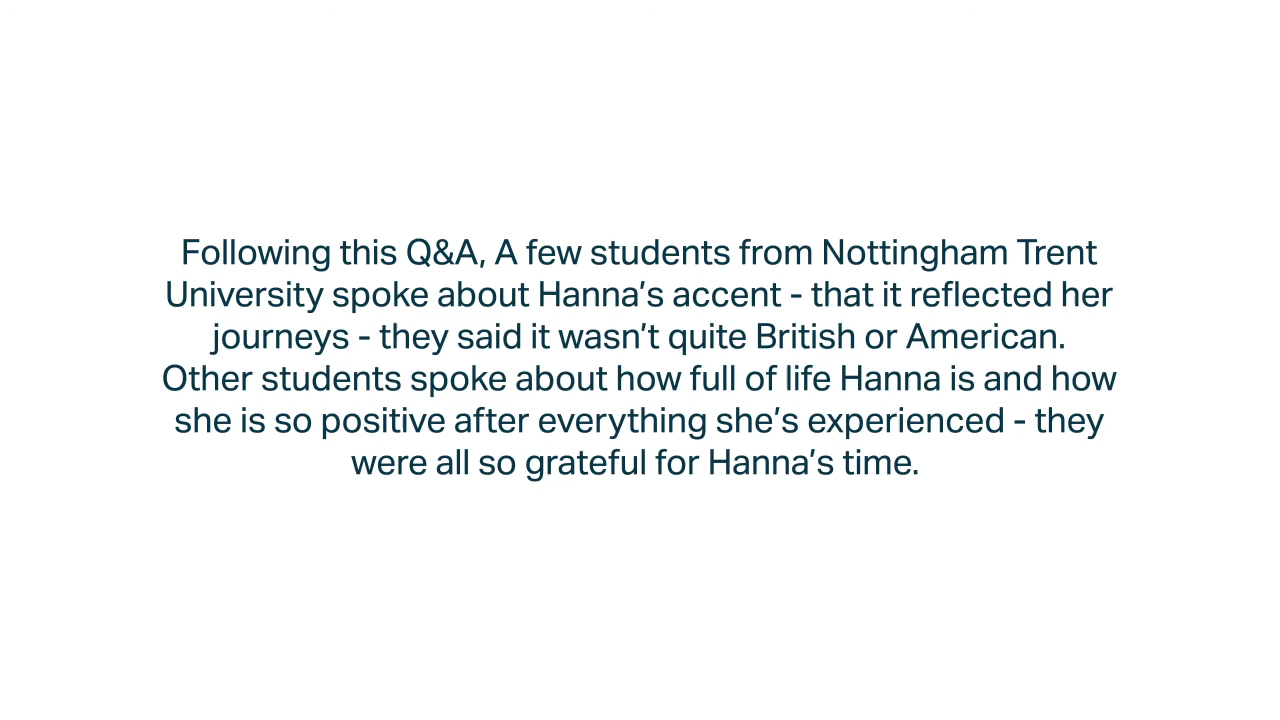 Following this Q&A, A few students from Nottingham Trent
University spoke about Hanna’s accent - that it reflected her
journeys - they said it wasn’t quite British or American.
Other students spoke about how full of life Hanna is and how
she is so positive after everything she’s experienced - they
were all so grateful for Hanna’s time.